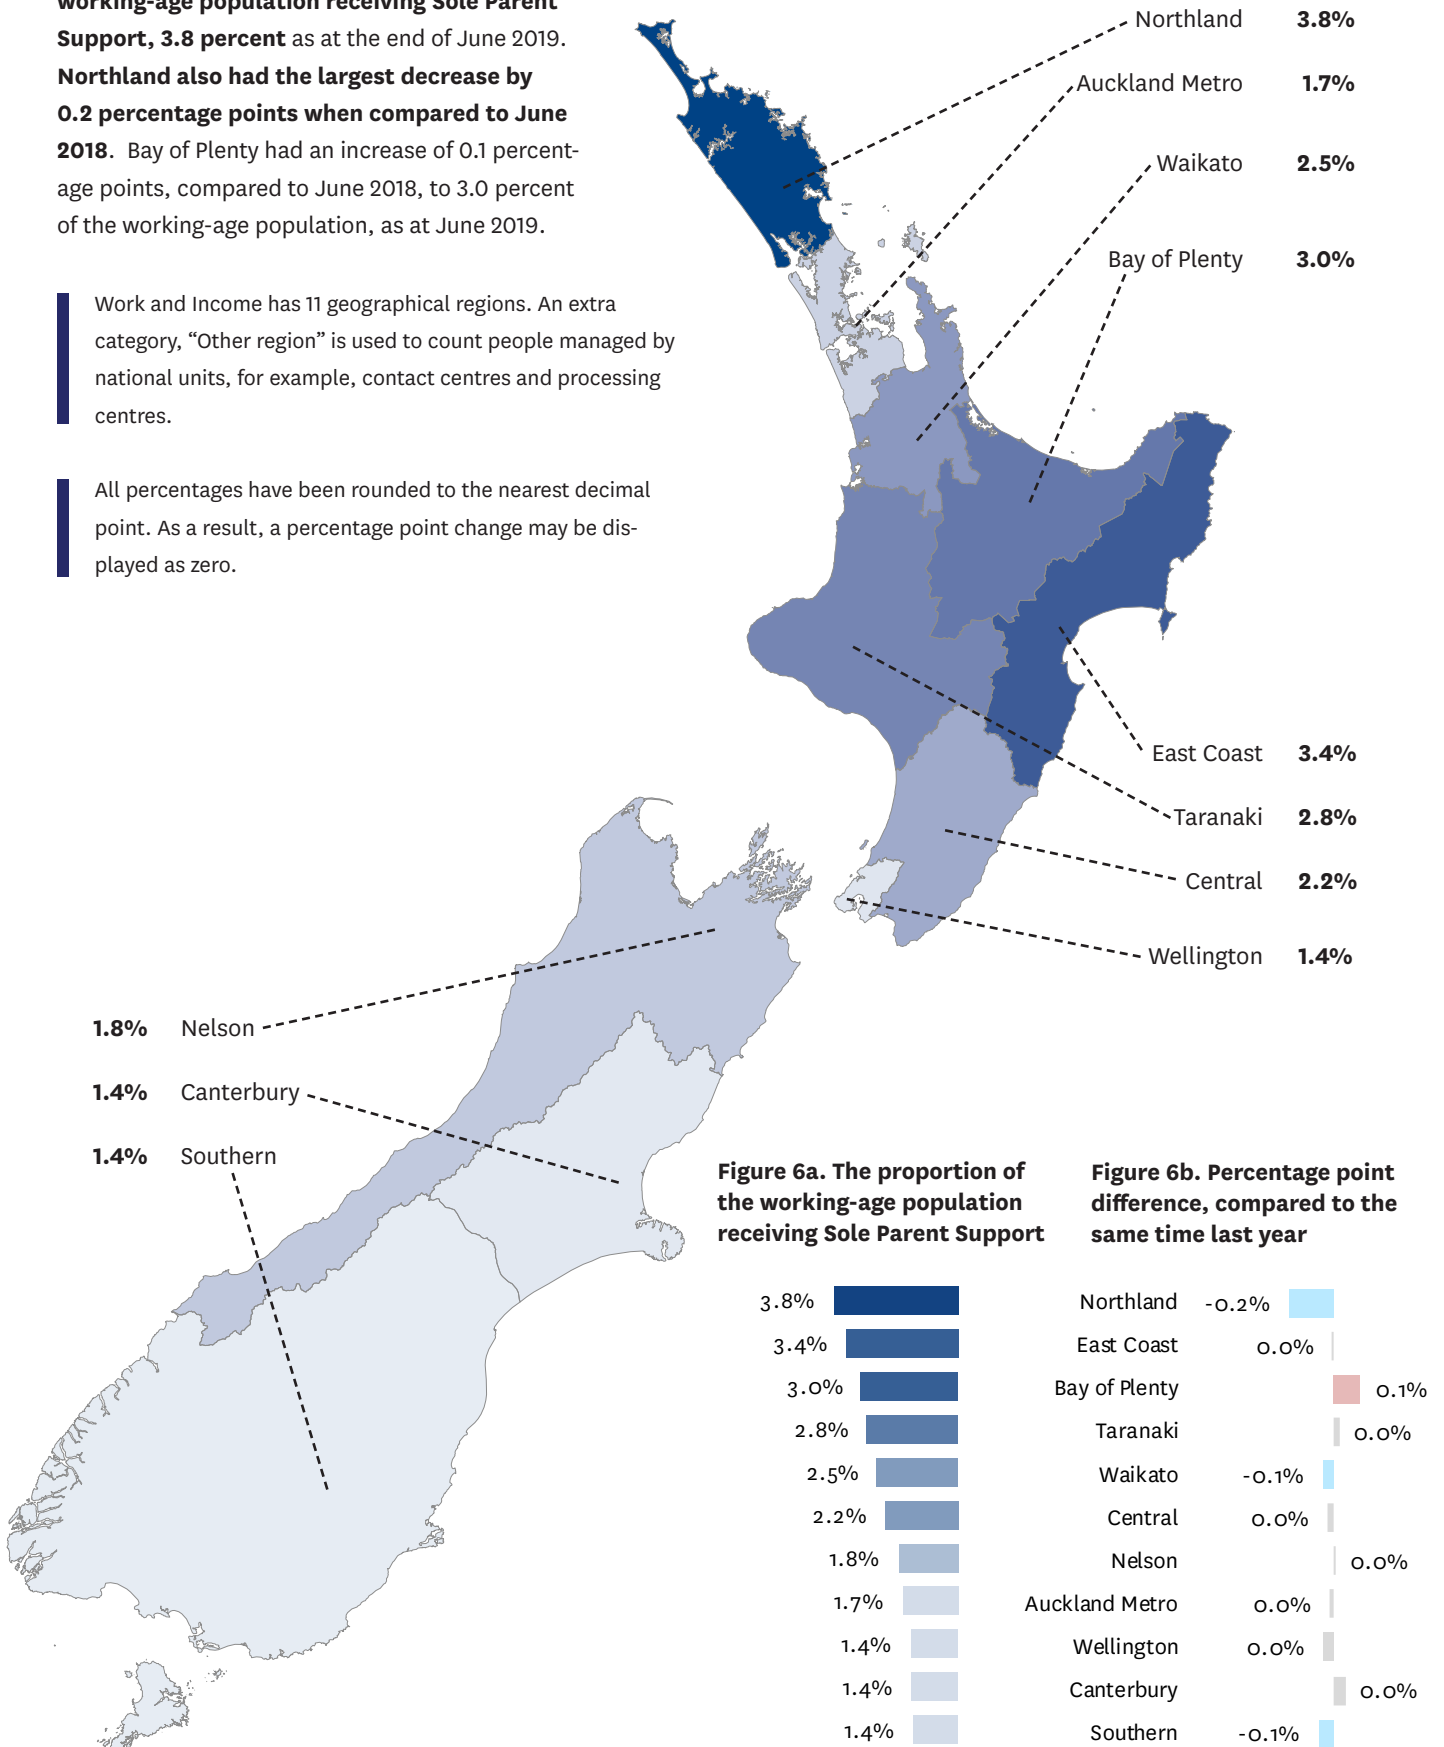 working-age population receiving Sole Parent
Support, 3.8 percent as at the end of June 2019.
Northland also had the largest decrease by
0.2 percentage points when compared to June
2018. Bay of Plenty had an increase of 0.1 percent-
age points, compared to June 2018, to 3.0 percent
of the working-age population, as at June 2019.
Work and Income has 11 geographical regions. An extra
category, “Other region” is used to count people managed by
national units, for example, contact centres and processing
centres.
All percentages have been rounded to the nearest decimal
point. As a result, a percentage point change may be dis-
played as zero.
Northland 3.8%
Auckland Metro 1.7%
Waikato 2.5%
Bay of Plenty 3.0%
East Coast 3.4%
Taranaki 2.8%
Central 2.2%
Wellington 1.4%
1.8% Nelson
1.4% Canterbury
1.4% Southern
Figure 6a. The proportion of
the working-age population
receiving Sole Parent Support
Figure 6b. Percentage point
difference, compared to the
same time last year
3.8% Northland -0.2%
3.4% East Coast 0.0%
3.0% Bay of Plenty 0.1%
2.8% Taranaki 0.0%
2.5% Waikato -0.1%
2.2% Central 0.0%
1.8% Nelson 0.0%
1.7% Auckland Metro 0.0%
1.4% Wellington 0.0%
1.4% Canterbury 0.0%
1.4% Southern -0.1%